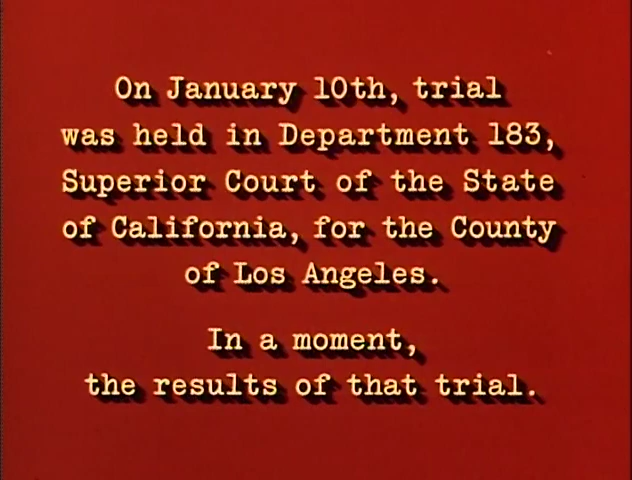 On January 10th, trial
was held in Department 183,
Superior Court of the State
of California, for the County
of Los Angeles.
In a moment,
the results of that trial.